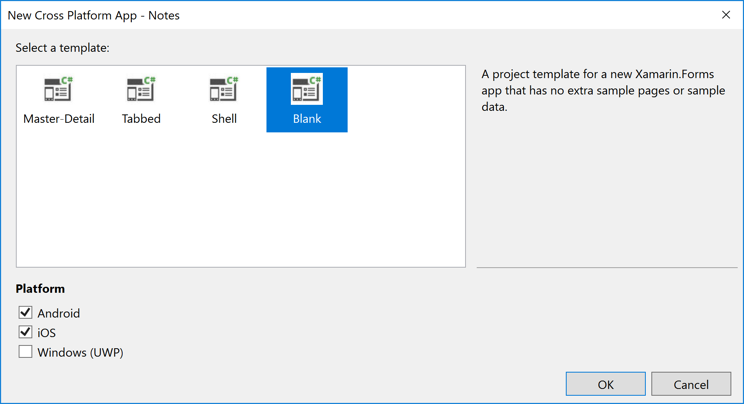 New Cross Platform App - Notes
Select a template:
C# C# C# C#
Master-Detail Tabbed Shell Blank
A project template for a new Xamarin.Forms
app that has no extra sample pages or sample
data.
Platform
Android
iOS
Windows (UWP)
OK Cancel